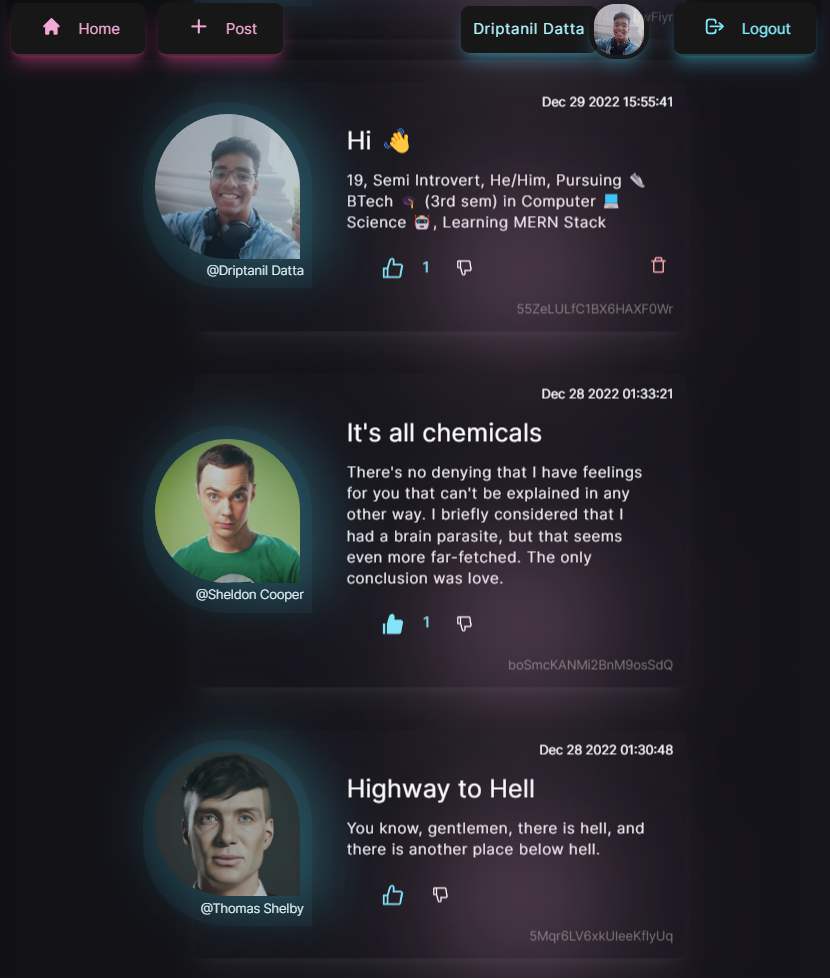 Home
Post
Driptanil Datta
Logout
wFiyr
Dec 29 2022 15:55:41
Hi 👋
19, Semi Introvert, He/Him, Pursuing
BTech 🎓 (3rd sem) in Computer 💻
Science 🤖, Learning MERN Stack
@Driptanil Datta
1
55ZeLULfC1BX6HAXF0Wr
Dec 28 2022 01:33:21
It's all chemicals
There's no denying that I have feelings
for you that can't be explained in any
other way. I briefly considered that I
had a brain parasite, but that seems
even more far-fetched. The only
conclusion was love.
@Sheldon Cooper
1
boSmcKANMi2BnM9osSdQ
Dec 28 2022 01:30:48
Highway to Hell
You know, gentlemen, there is hell, and
there is another place below hell.
@Thomas Shelby
5Mqr6LV6xkUleeKflyUq